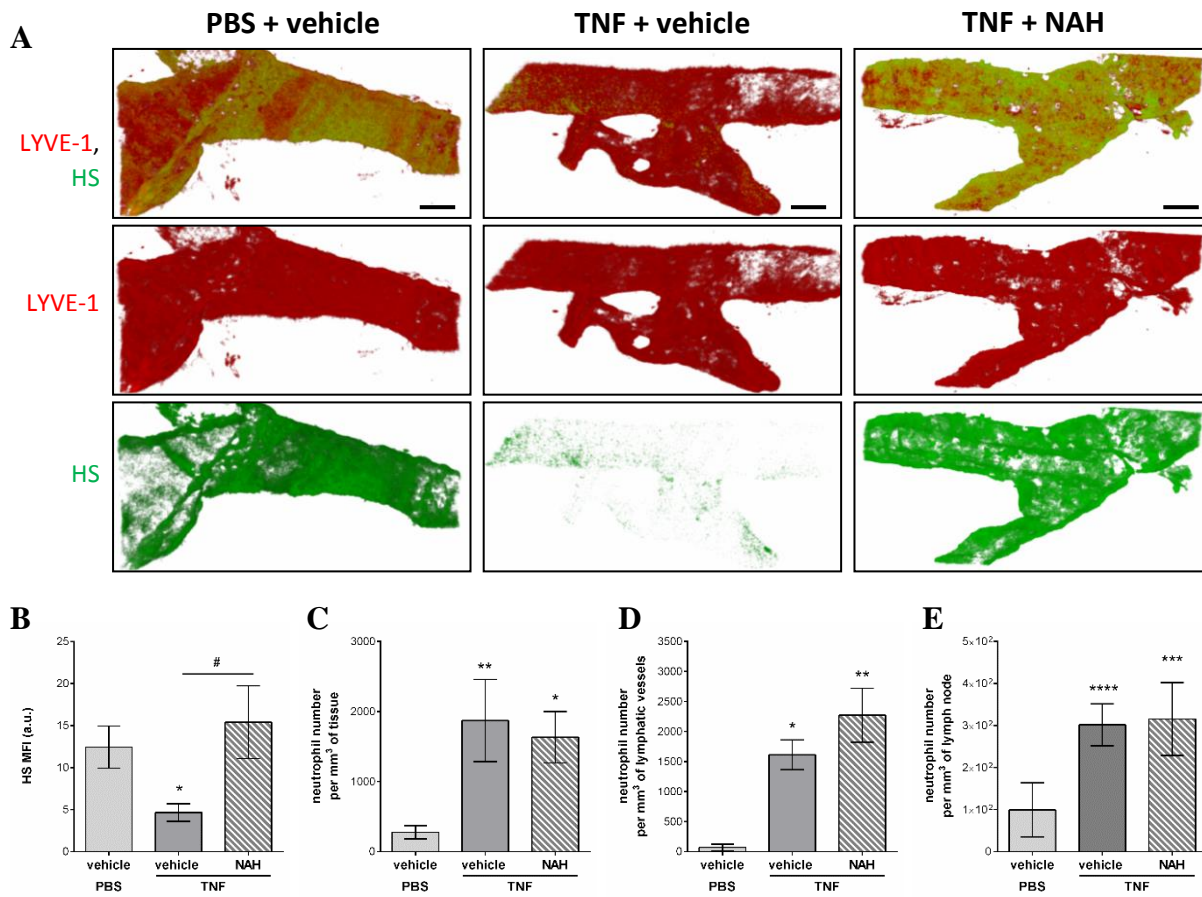 PBS + vehicle TNF + vehicle TNF + NAH
A
LYVE-1,
HS
LYVE-1
HS
B
HS MFI (a.u.)
25
20
15
10
5
0
*
#
vehicle vehicle NAH
PBS TNF
C
neutrophil number
per mm³ of tissue
3000
2000
1000
0
**
*
vehicle vehicle NAH
PBS TNF
D
neutrophil number
per mm³ of lymphatic vessels
3500
3000
2500
2000
1500
1000
500
0
*
**
vehicle vehicle NAH
PBS TNF
E
neutrophil number
per mm³ of lymph node
5×10²
4×10²
3×10²
2×10²
1×10²
0
****
***
vehicle vehicle NAH
PBS TNF